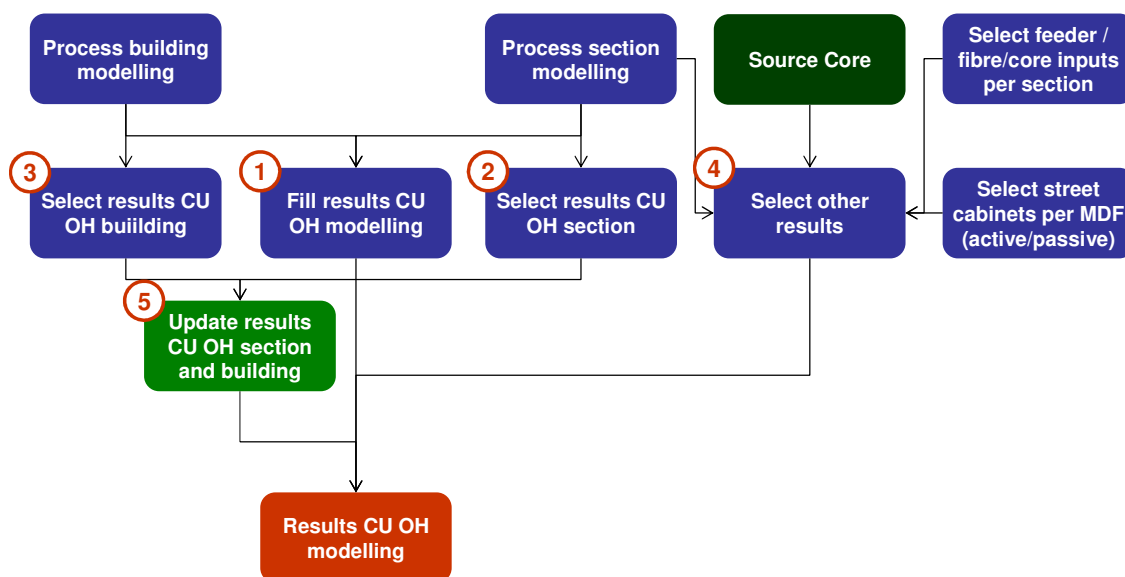 Process building
modelling
Process section
modelling
Source Core
Select feeder /
fibre/core inputs
per section
3
Select results CU
OH buiilding
1
Fill results CU
OH modelling
2
Select results CU
OH section
4
Select other
results
Select street
cabinets per MDF
(active/passive)
5
Update results
CU OH section
and building
Results CU OH
modelling